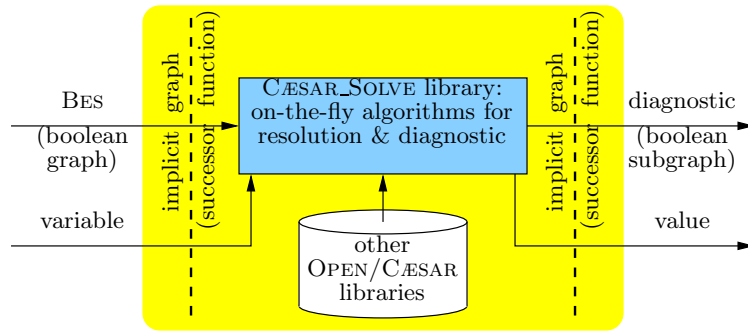 BES
(boolean
graph)
variable
implicit graph
(successor function)
CÆSAR_SOLVE library:
on-the-fly algorithms for
resolution & diagnostic
other
OPEN/CÆSAR
libraries
implicit graph
(successor function)
diagnostic
(boolean
subgraph)
value